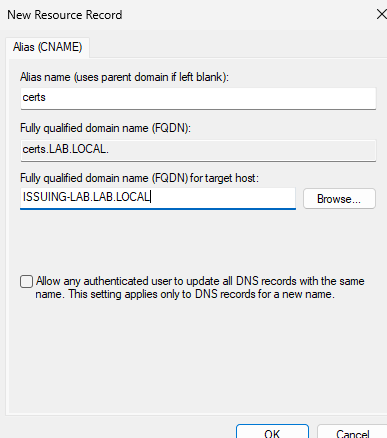 New Resource Record
Alias (CNAME)
Alias name (uses parent domain if left blank):
certs
Fully qualified domain name (FQDN):
certs.LAB.LOCAL.
Fully qualified domain name (FQDN) for target host:
ISSUING-LAB.LAB.LOCAL
Browse...
Allow any authenticated user to update all DNS records with the same
name. This setting applies only to DNS records for a new name.
OK
Cancel